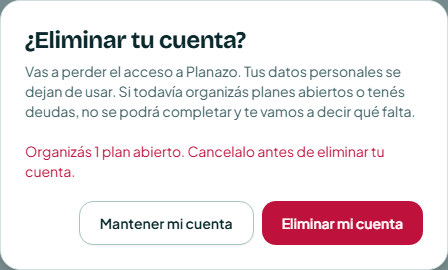 ¿Eliminar tu cuenta?
Vas a perder el acceso a Planazo. Tus datos personales se
dejan de usar. Si todavía organizás planes abiertos o tenés
deudas, no se podrá completar y te vamos a decir qué falta.
Organizás 1 plan abierto. Cancelalo antes de eliminar tu
cuenta.
Mantener mi cuenta
Eliminar mi cuenta